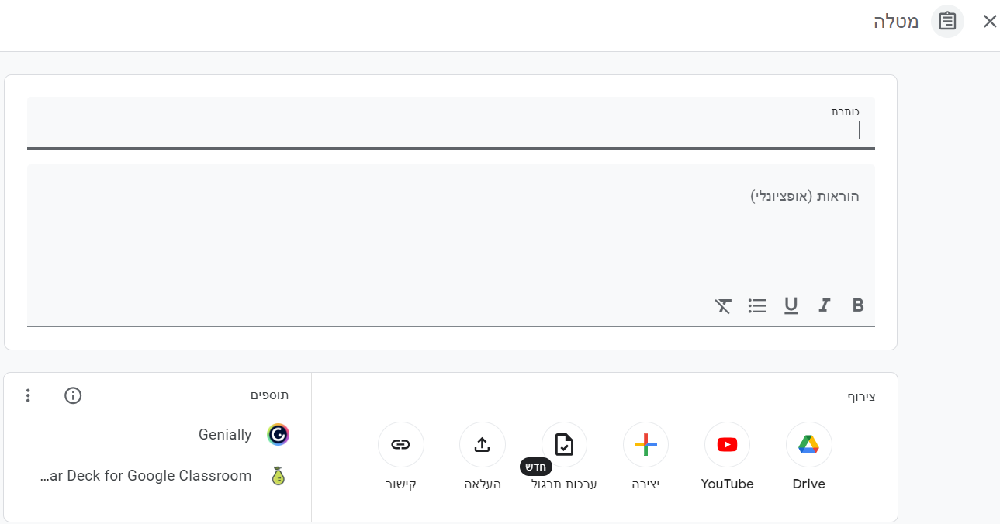 מטלה
כותרת
הוראות (אופציונלי)
B I U
צירוף
Drive
YouTube
יצירה
חדש
ערכות תרגול
העלאה
קישור
תוספים
Genially
...ar Deck for Google Classroom